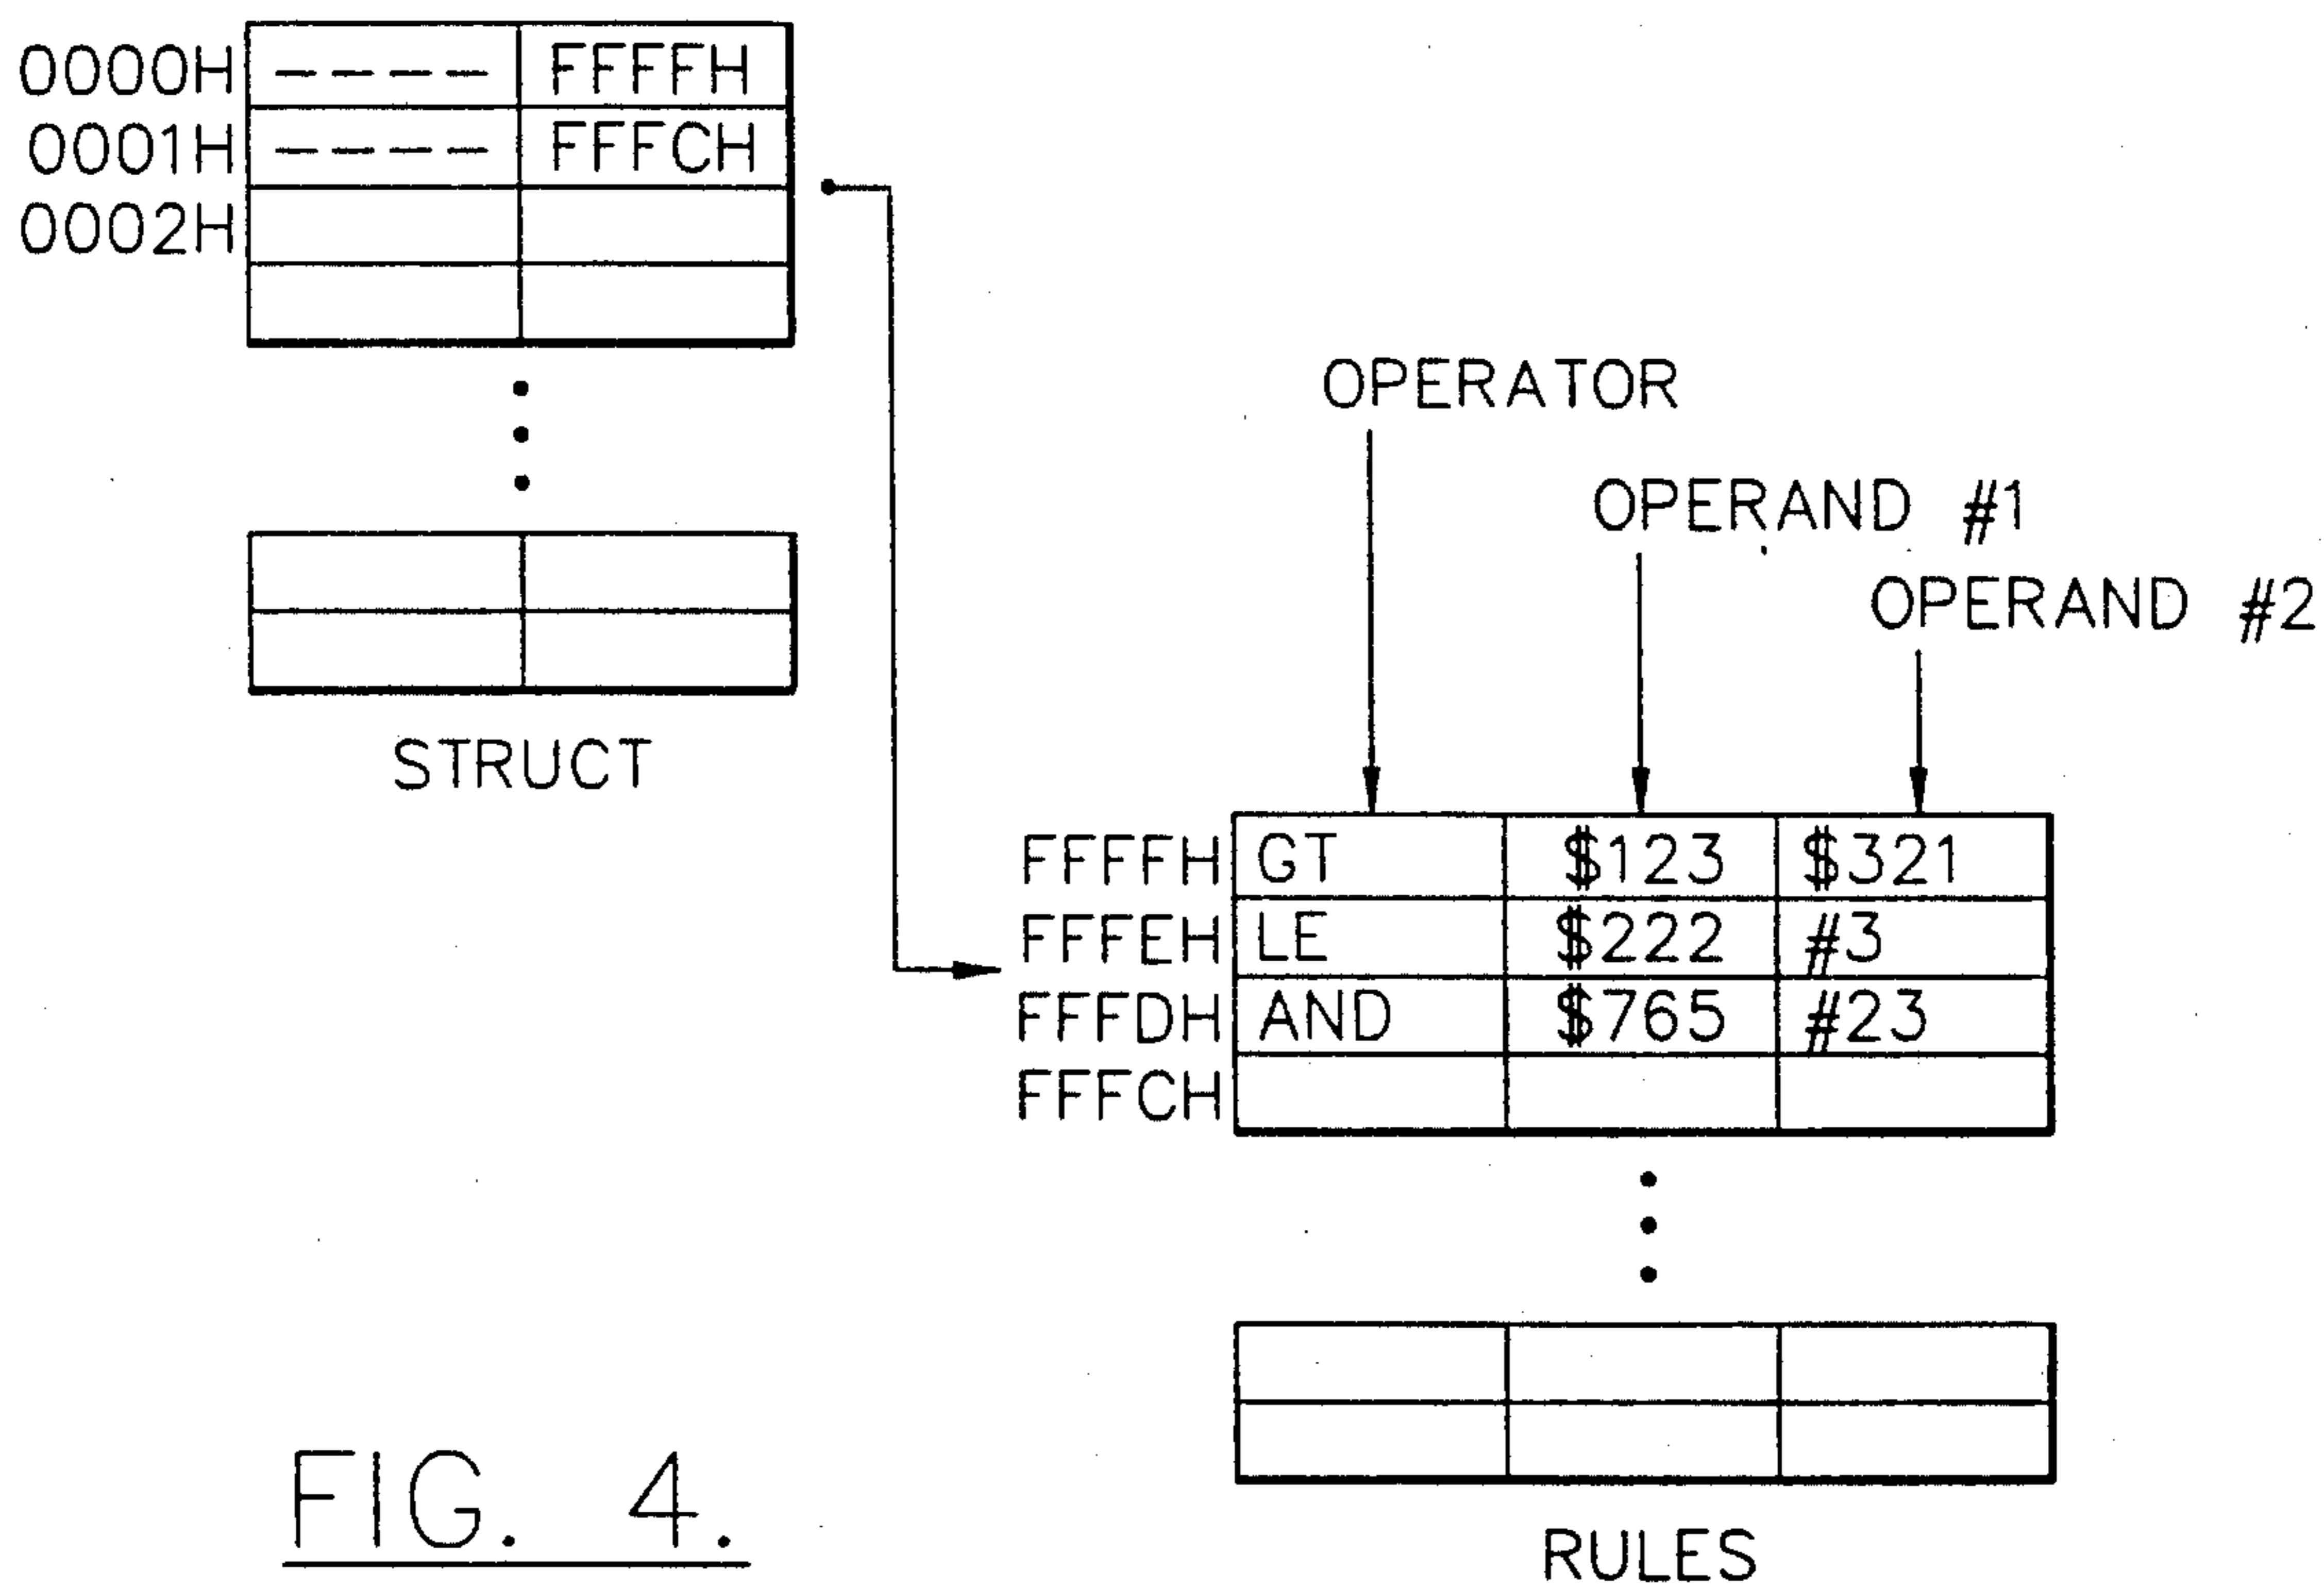 0000H ---- FFFFH
0001H ---- FFFCH
0002H
STRUCT
OPERATOR
OPERAND #1
OPERAND #2
FFFFH GT $123 $321
FFFEH LE $222 #3
FFFDH AND $765 #23
FFFCH
RULES
FIG. 4.